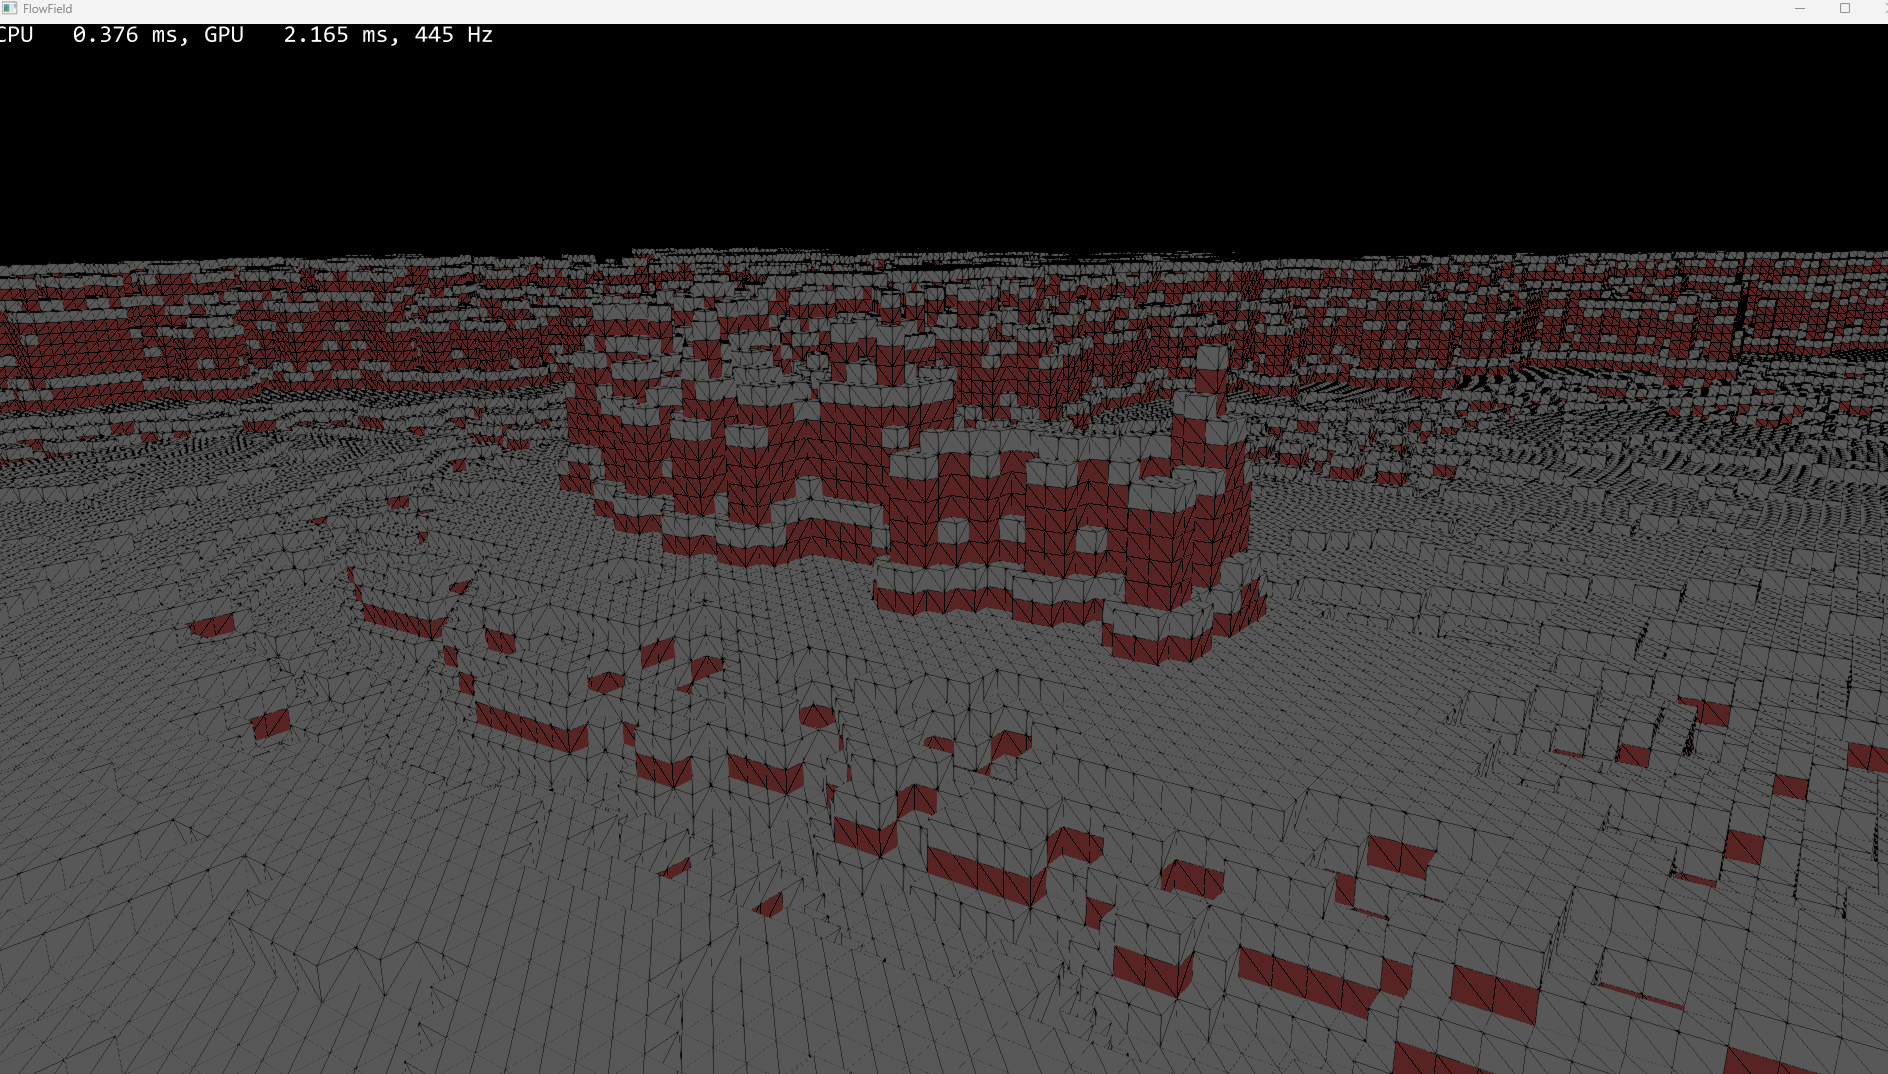 FlowField
CPU 0.376 ms, GPU 2.165 ms, 445 Hz